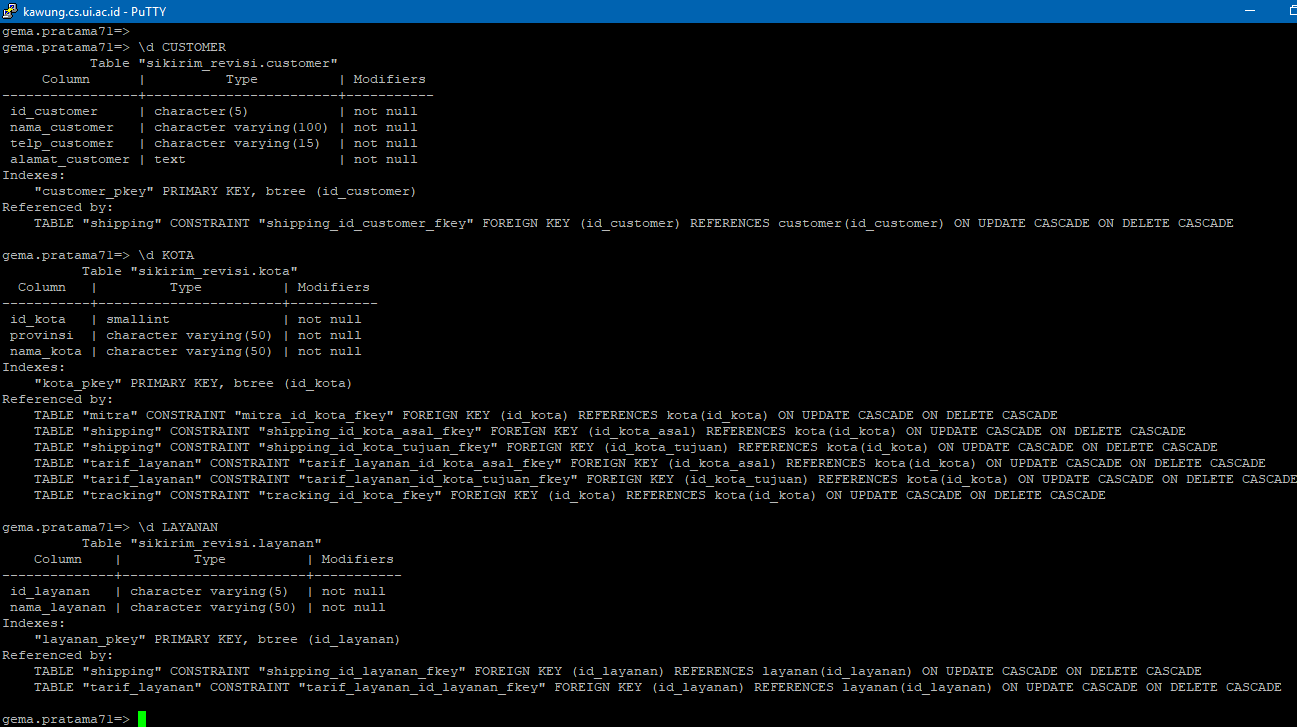 kawung.cs.ui.ac.id - PuTTY
gema.pratama71=>
gema.pratama71=> \d CUSTOMER
           Table "sikirim_revisi.customer"
     Column      |          Type          | Modifiers
-----------------+------------------------+-----------
 id_customer     | character(5)           | not null
 nama_customer   | character varying(100) | not null
 telp_customer   | character varying(15)  | not null
 alamat_customer | text                   | not null
Indexes:
    "customer_pkey" PRIMARY KEY, btree (id_customer)
Referenced by:
    TABLE "shipping" CONSTRAINT "shipping_id_customer_fkey" FOREIGN KEY (id_customer) REFERENCES customer(id_customer) ON UPDATE CASCADE ON DELETE CASCADE

gema.pratama71=> \d KOTA
          Table "sikirim_revisi.kota"
  Column   |         Type          | Modifiers
-----------+-----------------------+-----------
 id_kota   | smallint              | not null
 provinsi  | character varying(50) | not null
 nama_kota | character varying(50) | not null
Indexes:
    "kota_pkey" PRIMARY KEY, btree (id_kota)
Referenced by:
    TABLE "mitra" CONSTRAINT "mitra_id_kota_fkey" FOREIGN KEY (id_kota) REFERENCES kota(id_kota) ON UPDATE CASCADE ON DELETE CASCADE
    TABLE "shipping" CONSTRAINT "shipping_id_kota_asal_fkey" FOREIGN KEY (id_kota_asal) REFERENCES kota(id_kota) ON UPDATE CASCADE ON DELETE CASCADE
    TABLE "shipping" CONSTRAINT "shipping_id_kota_tujuan_fkey" FOREIGN KEY (id_kota_tujuan) REFERENCES kota(id_kota) ON UPDATE CASCADE ON DELETE CASCADE
    TABLE "tarif_layanan" CONSTRAINT "tarif_layanan_id_kota_asal_fkey" FOREIGN KEY (id_kota_asal) REFERENCES kota(id_kota) ON UPDATE CASCADE ON DELETE CASCADE
    TABLE "tarif_layanan" CONSTRAINT "tarif_layanan_id_kota_tujuan_fkey" FOREIGN KEY (id_kota_tujuan) REFERENCES kota(id_kota) ON UPDATE CASCADE ON DELETE CASCADE
    TABLE "tracking" CONSTRAINT "tracking_id_kota_fkey" FOREIGN KEY (id_kota) REFERENCES kota(id_kota) ON UPDATE CASCADE ON DELETE CASCADE

gema.pratama71=> \d LAYANAN
          Table "sikirim_revisi.layanan"
    Column    |         Type          | Modifiers
--------------+-----------------------+-----------
 id_layanan   | character varying(5)  | not null
 nama_layanan | character varying(50) | not null
Indexes:
    "layanan_pkey" PRIMARY KEY, btree (id_layanan)
Referenced by:
    TABLE "shipping" CONSTRAINT "shipping_id_layanan_fkey" FOREIGN KEY (id_layanan) REFERENCES layanan(id_layanan) ON UPDATE CASCADE ON DELETE CASCADE
    TABLE "tarif_layanan" CONSTRAINT "tarif_layanan_id_layanan_fkey" FOREIGN KEY (id_layanan) REFERENCES layanan(id_layanan) ON UPDATE CASCADE ON DELETE CASCADE

gema.pratama71=>